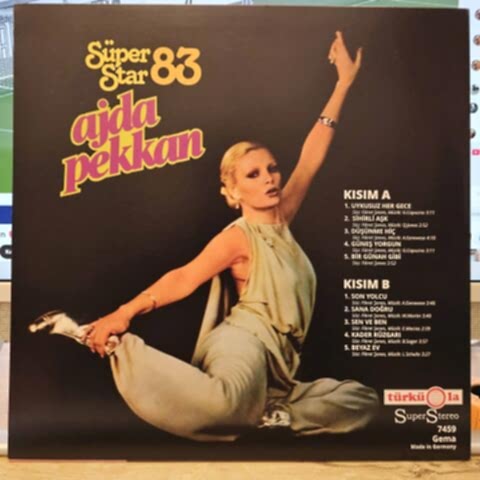 Süper
Star 83
ajda
pekkan
KISIM A
1. UYKUSUZ HER GECE
2. SİHİRLİ AŞK
3. DÜŞÜNME HİÇ
4. GÜNEŞ YORGUN
5. BİR GÜNAH GİBİ
KISIM B
1. SON YOLCU
2. SANA DOĞRU
3. SEN VE BEN
4. KADER RÜZGARI
5. BEYAZ EV
türkü la
SuperStereo
7459
Gema
Made in Germany